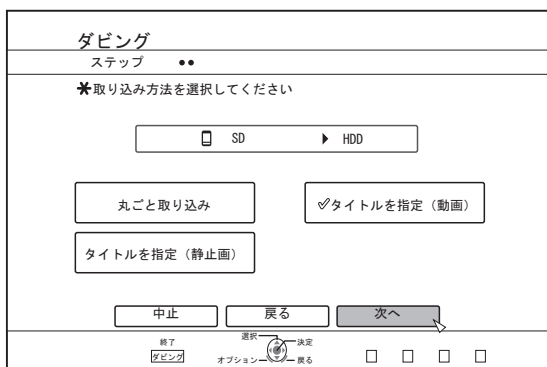 ダビング
ステップ ●●
*取り込み方法を選択してください
SD ▶ HDD
丸ごと取り込み
✓タイトルを指定（動画）
タイトルを指定（静止画）
中止 戻る 次へ
終了 選択 決定
ダビング オプション 戻る